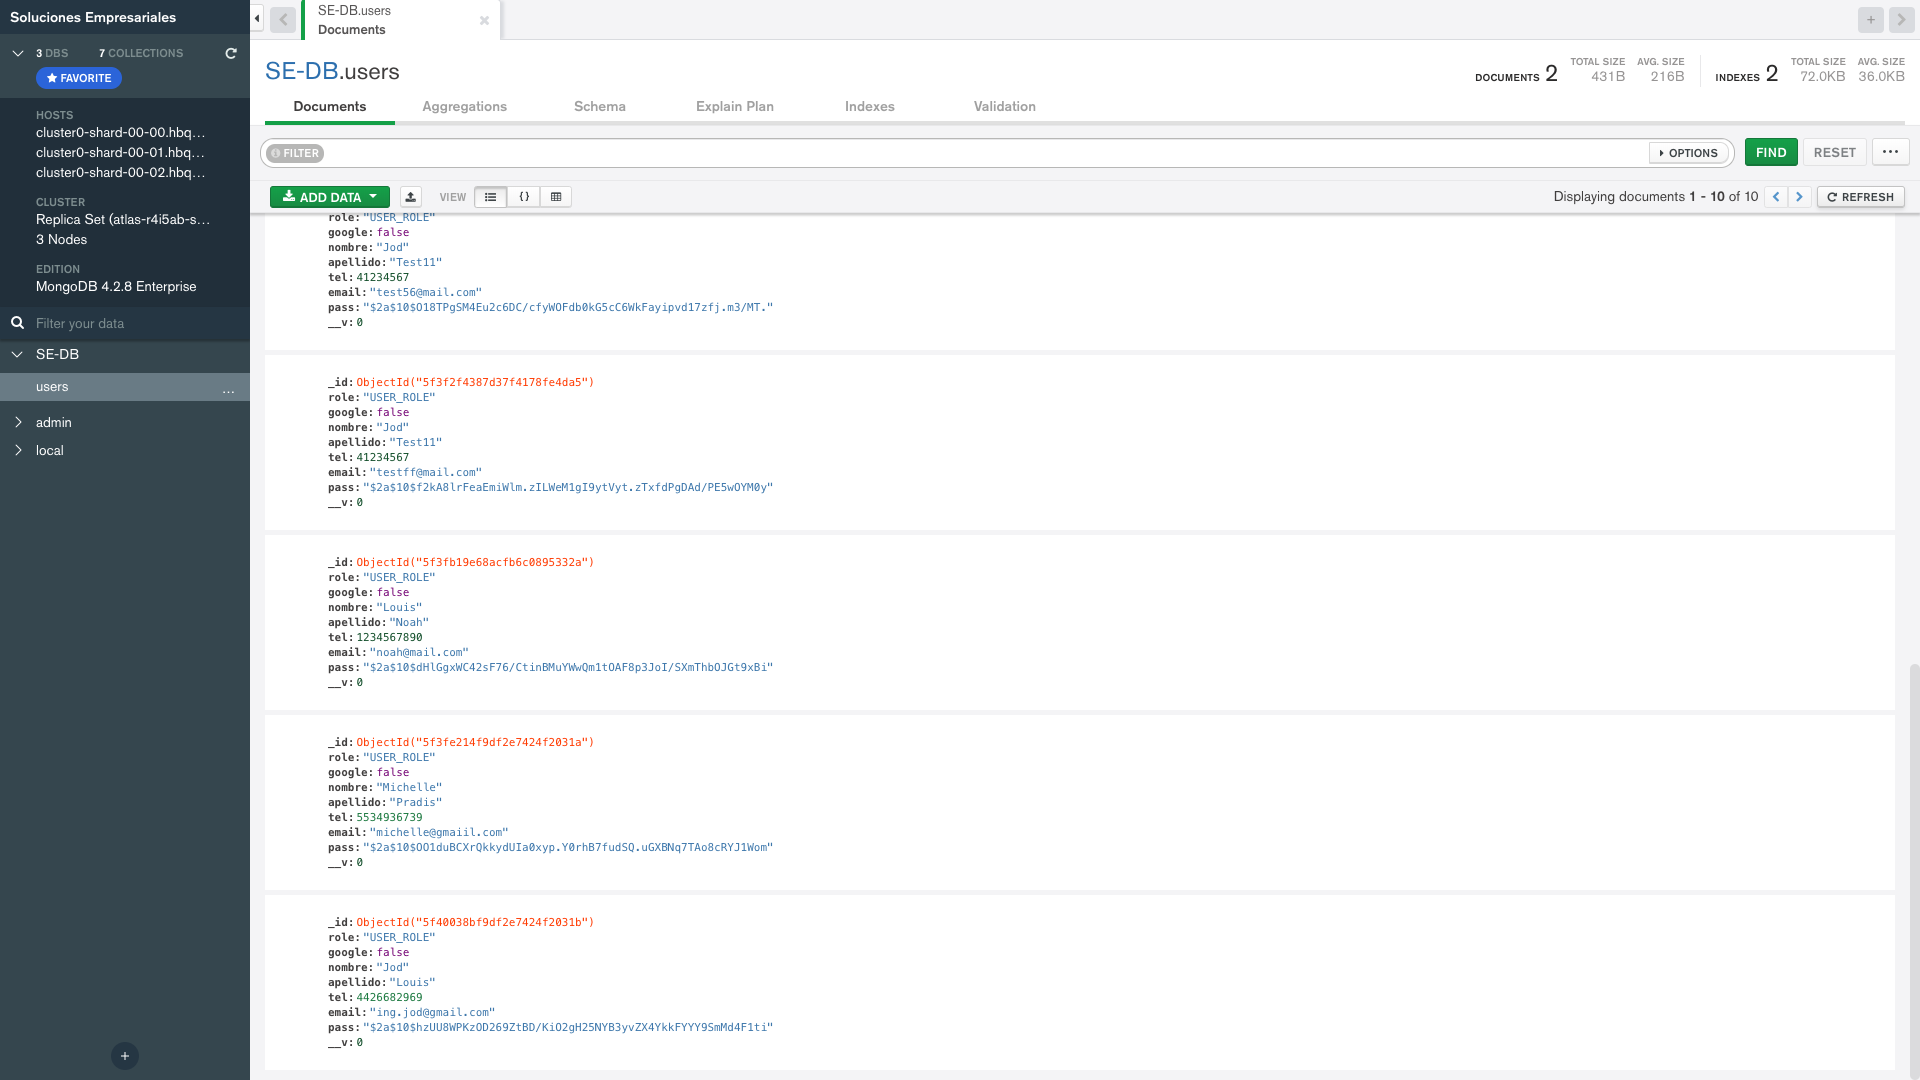 Soluciones Empresariales
3 DBS 7 COLLECTIONS
FAVORITE
HOSTS
cluster0-shard-00-00.hbq...
cluster0-shard-00-01.hbq...
cluster0-shard-00-02.hbq...
CLUSTER
Replica Set (atlas-r4i5ab-s...
3 Nodes
EDITION
MongoDB 4.2.8 Enterprise
Filter your data
SE-DB
users ...
admin
local
SE-DB.users
Documents
SE-DB.users
DOCUMENTS 2 TOTAL SIZE 431B AVG. SIZE 216B INDEXES 2 TOTAL SIZE 72.0KB AVG. SIZE 36.0KB
Documents Aggregations Schema Explain Plan Indexes Validation
FILTER OPTIONS FIND RESET ...
ADD DATA VIEW {} Displaying documents 1 - 10 of 10 REFRESH
role: "USER_ROLE"
google: false
nombre: "Jod"
apellido: "Test11"
tel: 41234567
email: "test56@mail.com"
pass: "$2a$10$O18TPgSM4Eu2c6DC/cfyWOFdb0kG5cC6WkFayipvd17zfj.m3/MT."
__v: 0
_id: ObjectId("5f3f2f4387d37f4178fe4da5")
role: "USER_ROLE"
google: false
nombre: "Jod"
apellido: "Test11"
tel: 41234567
email: "testff@mail.com"
pass: "$2a$10$f2kA8lrFeaEmiWlm.zILWeM1gI9ytVyt.zTxfdPgDAd/PE5wOYM0y"
__v: 0
_id: ObjectId("5f3fb19e68acfb6c0895332a")
role: "USER_ROLE"
google: false
nombre: "Louis"
apellido: "Noah"
tel: 1234567890
email: "noah@mail.com"
pass: "$2a$10$dHlGgxWC42sF76/CtinBMuYWwQm1tOAF8p3JoI/SXmThbOJGt9xBi"
__v: 0
_id: ObjectId("5f3fe214f9df2e7424f2031a")
role: "USER_ROLE"
google: false
nombre: "Michelle"
apellido: "Pradis"
tel: 5534936739
email: "michelle@gmaiil.com"
pass: "$2a$10$OO1duBCXrQkkydUIa0xyp.Y0rhB7fudSQ.uGXBNq7TAo8cRYJ1Wom"
__v: 0
_id: ObjectId("5f40038bf9df2e7424f2031b")
role: "USER_ROLE"
google: false
nombre: "Jod"
apellido: "Louis"
tel: 4426682969
email: "ing.jod@gmail.com"
pass: "$2a$10$hzUU8WPKzOD269ZtBD/KiO2gH25NYB3yvZX4YkkFYYY9SmMd4F1ti"
__v: 0